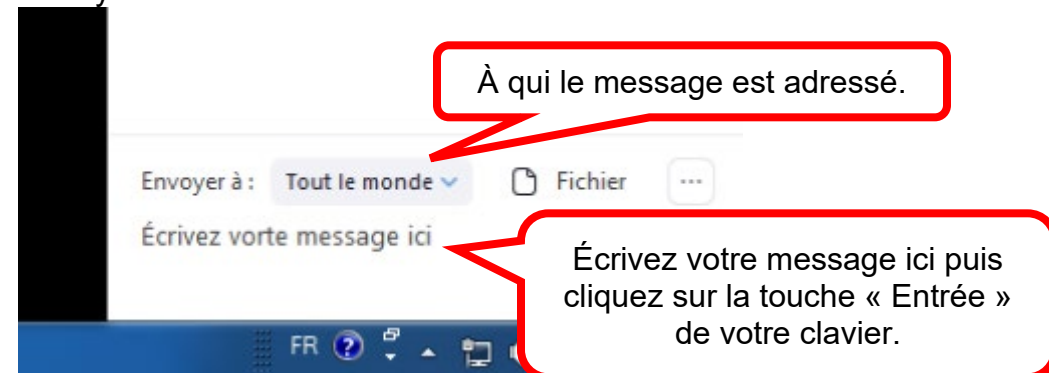 À qui le message est adressé.
Envoyer à : Tout le monde Fichier ...
Écrivez vorte message ici
Écrivez votre message ici puis
cliquez sur la touche « Entrée »
de votre clavier.
FR